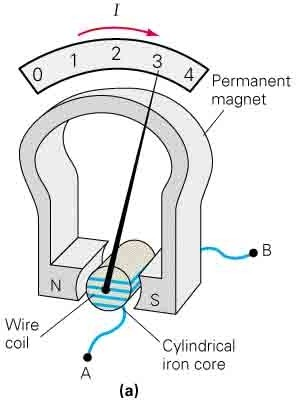 I
0 1 2 3 4
Permanent
magnet
B
N
S
Wire
coil
Cylindrical
iron core
A
(a)